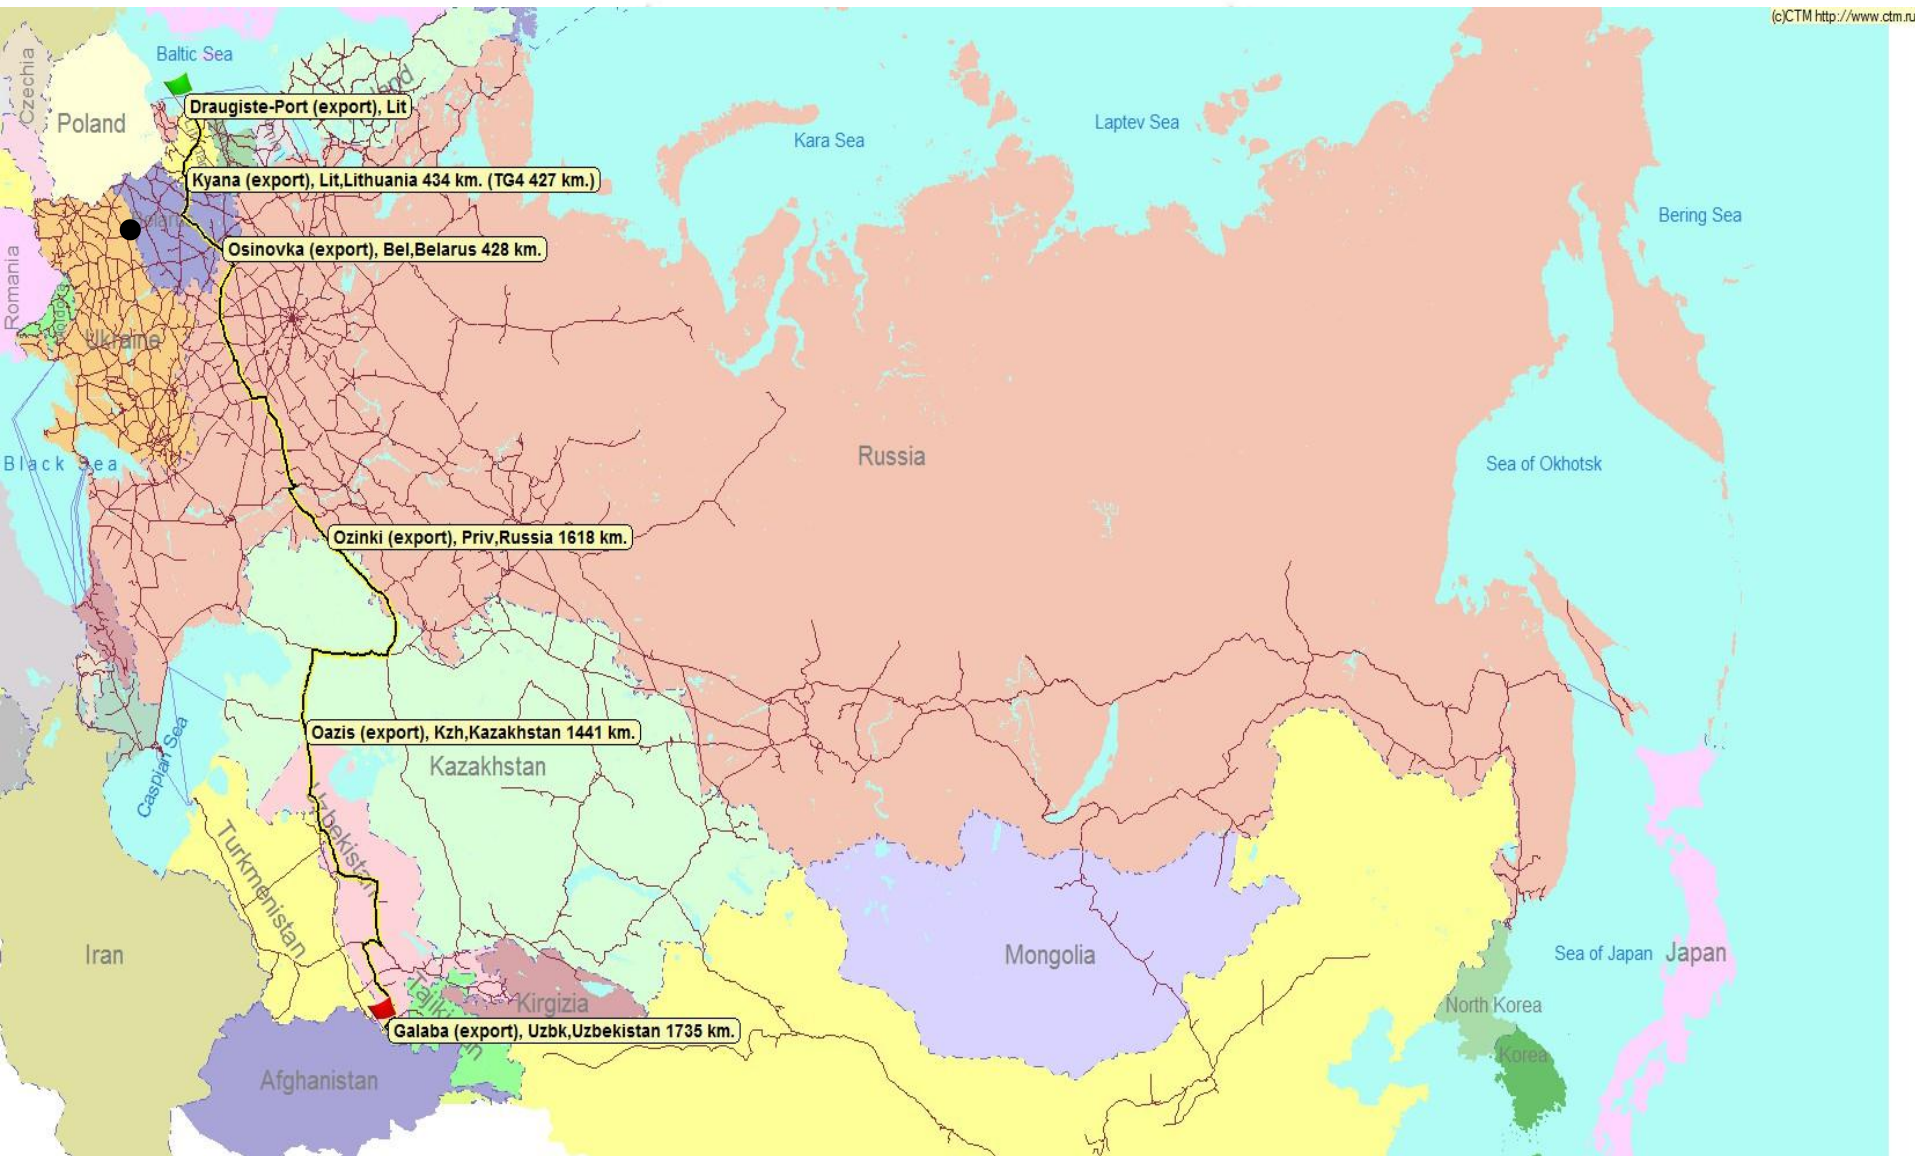 (c)CTM http://www.ctm.ru
Baltic Sea
Czechia
Poland
Draugiste-Port (export), Lit
Kara Sea
Laptev Sea
Kyana (export), Lit,Lithuania 434 km. (TG4 427 km.)
Bering Sea
Osinovka (export), Bel,Belarus 428 km.
Romania
Ukraine
Russia
Black Sea
Sea of Okhotsk
Ozinki (export), Priv,Russia 1618 km.
Oazis (export), Kzh,Kazakhstan 1441 km.
Caspian Sea
Kazakhstan
Uzbekistan
Turkmenistan
Iran
Mongolia
Sea of Japan
Japan
Kirgizia
North Korea
Galaba (export), Uzbk,Uzbekistan 1735 km.
Korea
Afghanistan